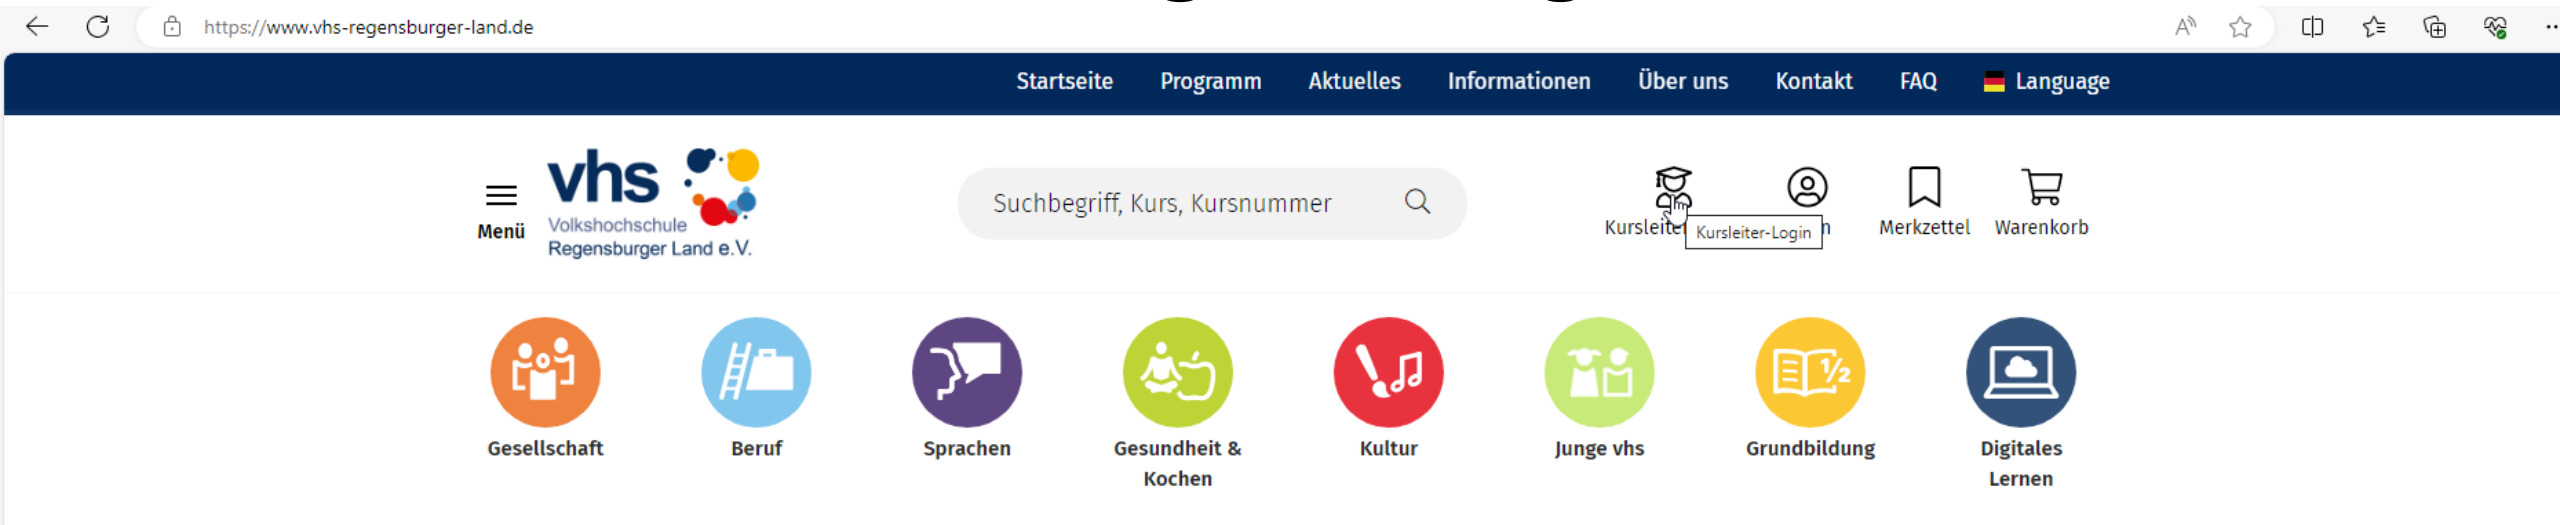 https://www.vhs-regensburger-land.de
Startseite Programm Aktuelles Informationen Über uns Kontakt FAQ Language
vhs
Volkshochschule
Regensburger Land e.V.
Menü
Suchbegriff, Kurs, Kursnummer
Kursleiter-Login
Merkzettel Warenkorb
Gesellschaft Beruf Sprachen Gesundheit & Kultur Junge vhs Grundbildung Digitales
Kochen Lernen
½